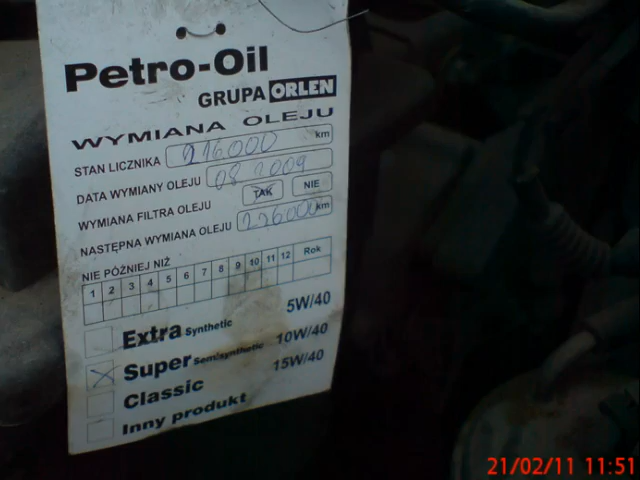 Petro-Oil
GRUPA ORLEN
WYMIANA OLEJU
STAN LICZNIKA 216000 km
DATA WYMIANY OLEJU 08 2009
WYMIANA FILTRA OLEJU TAK NIE
NASTĘPNA WYMIANA OLEJU 226000 km
NIE PÓŹNIEJ NIŻ
1 2 3 4 5 6 7 8 9 10 11 12 Rok
Extra Synthetic 5W/40
Super Semisynthetic 10W/40
Classic 15W/40
Inny produkt
21/02/11 11:51